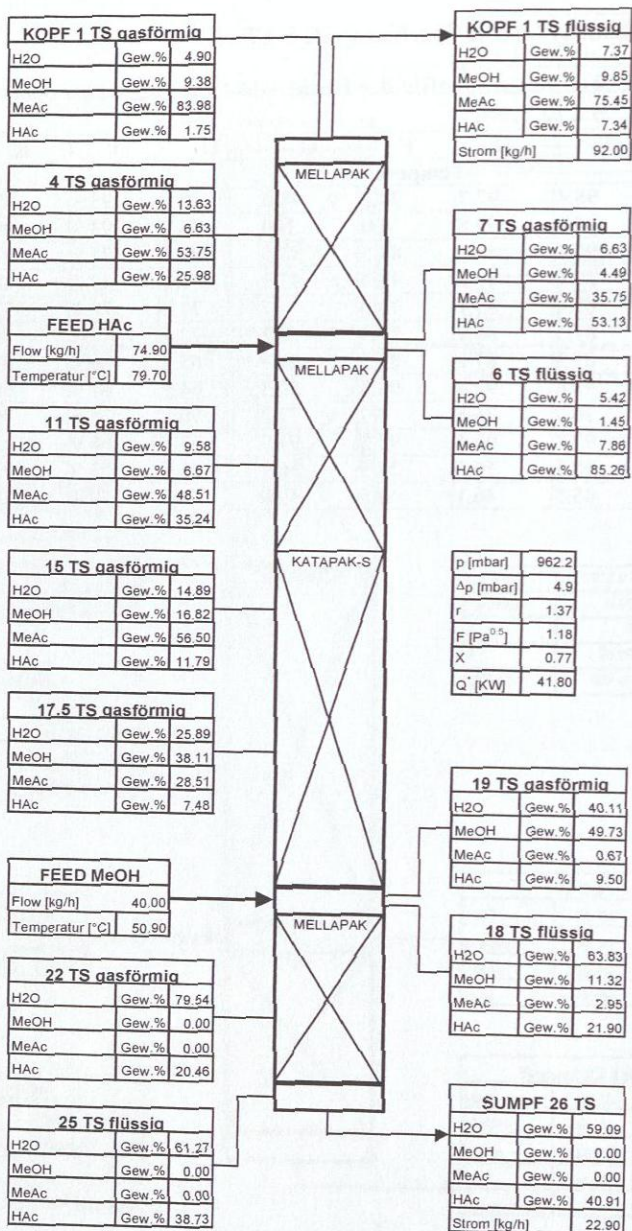 KOPF 1 TS gasförmig
H2O Gew.% 4.90
MeOH Gew.% 9.38
MeAc Gew.% 83.98
HAc Gew.% 1.75
4 TS gasförmig
H2O Gew.% 13.63
MeOH Gew.% 6.63
MeAc Gew.% 53.75
HAc Gew.% 25.98
FEED HAc
Flow [kg/h] 74.90
Temperatur [°C] 79.70
11 TS gasförmig
H2O Gew.% 9.58
MeOH Gew.% 6.67
MeAc Gew.% 48.51
HAc Gew.% 35.24
15 TS gasförmig
H2O Gew.% 14.89
MeOH Gew.% 16.82
MeAc Gew.% 56.50
HAc Gew.% 11.79
17.5 TS gasförmig
H2O Gew.% 25.89
MeOH Gew.% 38.11
MeAc Gew.% 28.51
HAc Gew.% 7.48
FEED MeOH
Flow [kg/h] 40.00
Temperatur [°C] 50.90
22 TS gasförmig
H2O Gew.% 79.54
MeOH Gew.% 0.00
MeAc Gew.% 0.00
HAc Gew.% 20.46
25 TS flüssig
H2O Gew.% 61.27
MeOH Gew.% 0.00
MeAc Gew.% 0.00
HAc Gew.% 38.73
MELLAPAK
MELLAPAK
KATAPAK-S
MELLAPAK
KOPF 1 TS flüssig
H2O Gew.% 7.37
MeOH Gew.% 9.85
MeAc Gew.% 75.45
HAc Gew.% 7.34
Strom [kg/h] 92.00
7 TS gasförmig
H2O Gew.% 6.63
MeOH Gew.% 4.49
MeAc Gew.% 35.75
HAc Gew.% 53.13
6 TS flüssig
H2O Gew.% 5.42
MeOH Gew.% 1.45
MeAc Gew.% 7.86
HAc Gew.% 85.26
p [mbar] 962.2
Δp [mbar] 4.9
r 1.37
F [Pa^0.5] 1.18
X 0.77
Q* [KW] 41.80
19 TS gasförmig
H2O Gew.% 40.11
MeOH Gew.% 49.73
MeAc Gew.% 0.67
HAc Gew.% 9.50
18 TS flüssig
H2O Gew.% 63.83
MeOH Gew.% 11.32
MeAc Gew.% 2.95
HAc Gew.% 21.90
SUMPF 26 TS
H2O Gew.% 59.09
MeOH Gew.% 0.00
MeAc Gew.% 0.00
HAc Gew.% 40.91
Strom [kg/h] 22.90